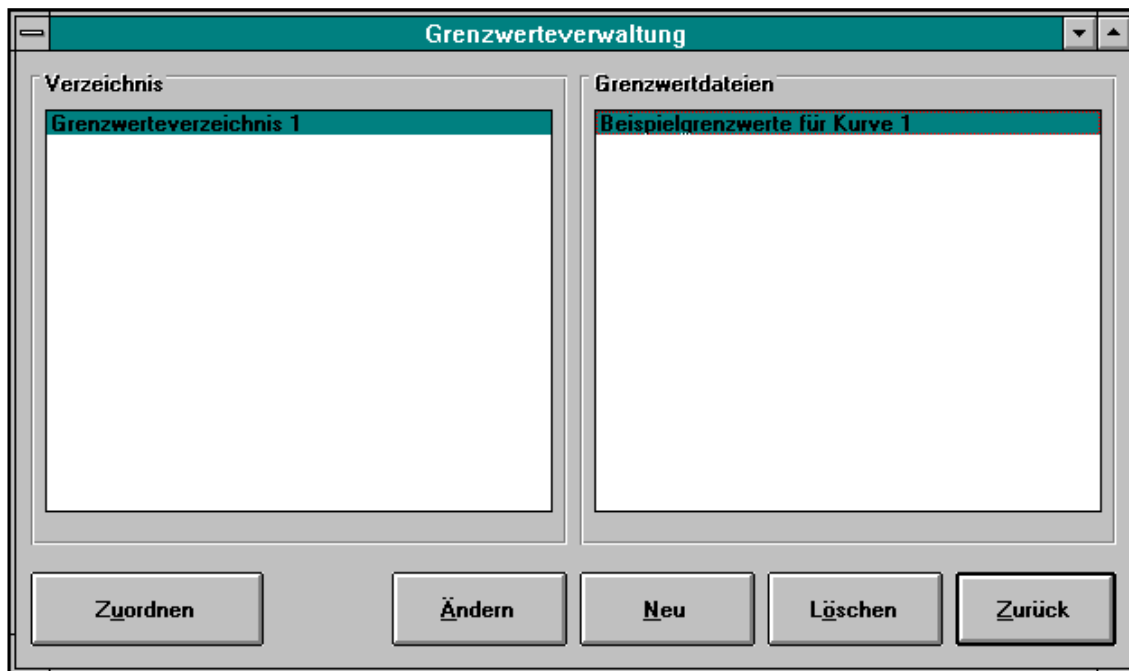 Grenzwerteverwaltung
Verzeichnis
Grenzwerteverzeichnis 1
Grenzwertdateien
Beispielgrenzwerte für Kurve 1
Zuordnen
Ändern
Neu
Löschen
Zurück